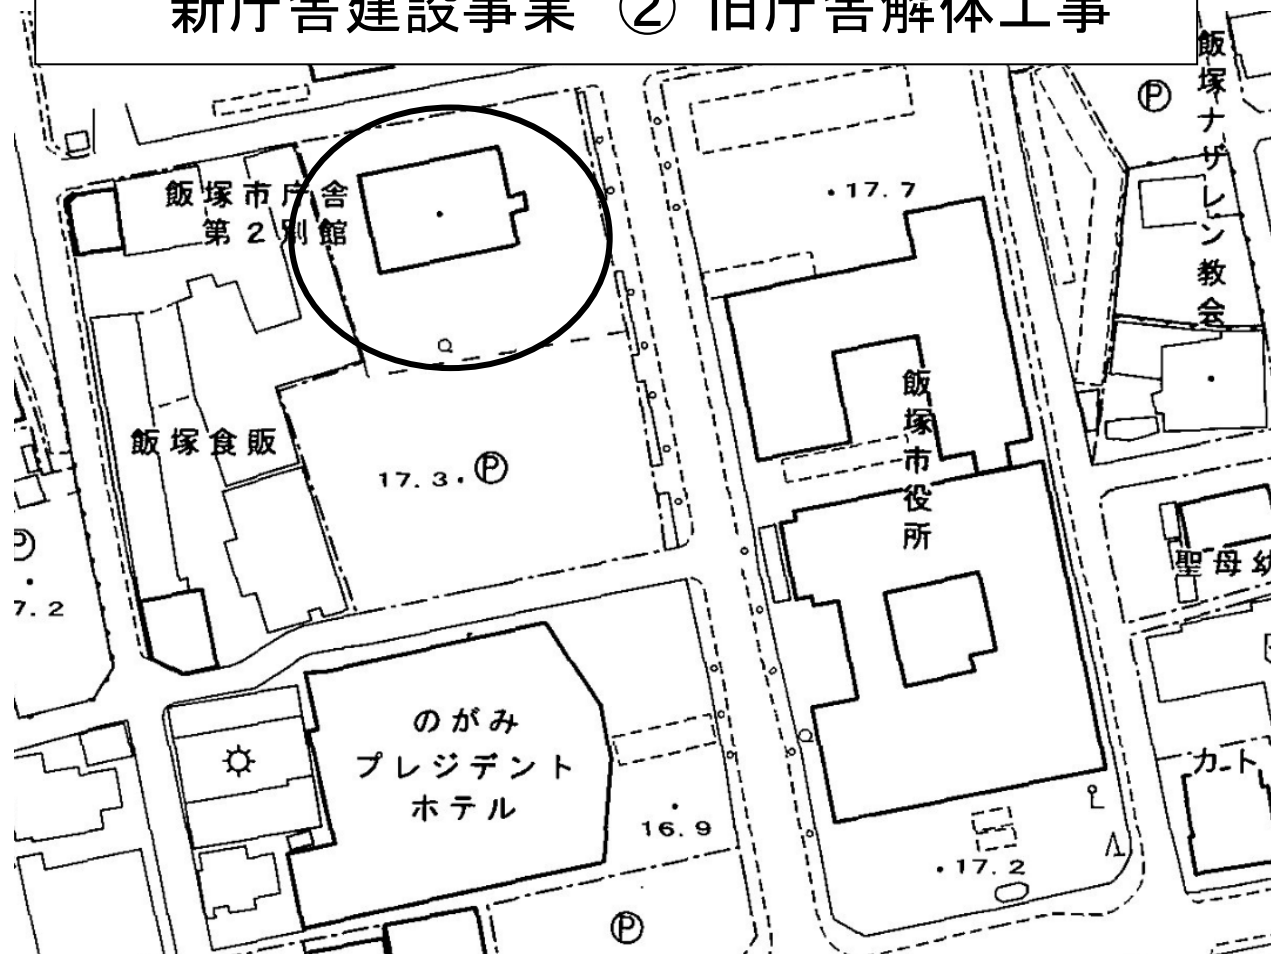 新庁舎建設事業 ② 旧庁舎解体工事
飯塚ナザレン教会
Ⓟ
飯塚市庁舎
第2別館
・17.7
飯塚食販
17.3・Ⓟ
飯塚市役所
Ⓟ
7.2
聖母幼
のがみ
プレジデント
ホテル
カト
16.9
・17.2
Ⓟ